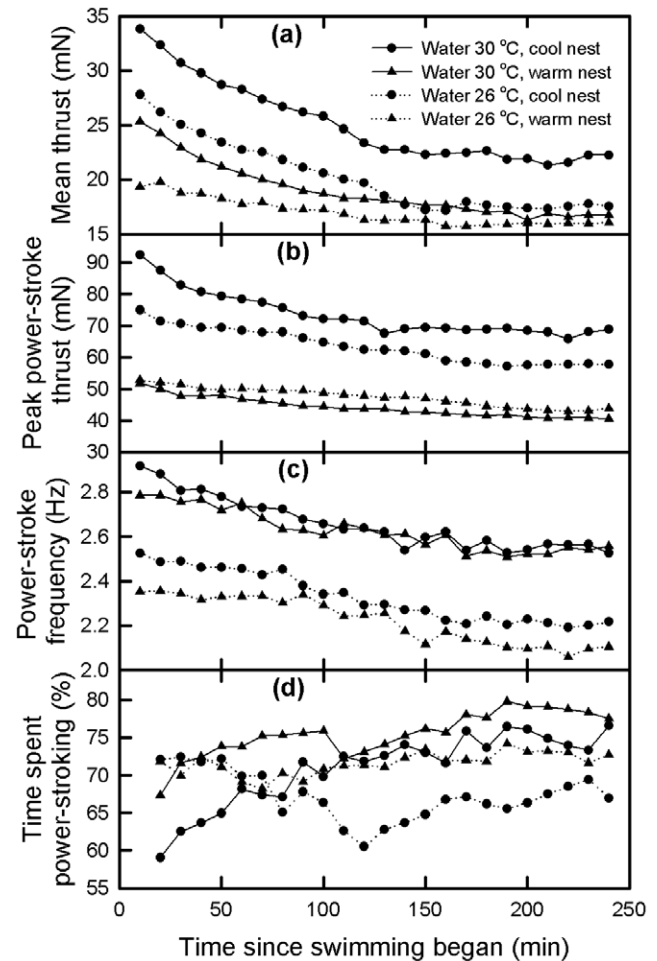 (a)
Water 30 °C, cool nest
Water 30 °C, warm nest
Water 26 °C, cool nest
Water 26 °C, warm nest
Mean thrust (mN)
35
30
25
20
15
(b)
Peak power-stroke
thrust (mN)
90
80
70
60
50
40
30
(c)
Power-stroke
frequency (Hz)
2.8
2.6
2.4
2.2
2.0
(d)
Time spent
power-stroking (%)
80
75
70
65
60
55
0 50 100 150 200 250
Time since swimming began (min)